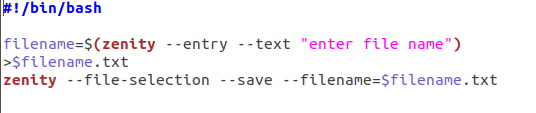 #!/bin/bash
filename=$(zenity --entry --text "enter file name")
>$filename.txt
zenity --file-selection --save --filename=$filename.txt